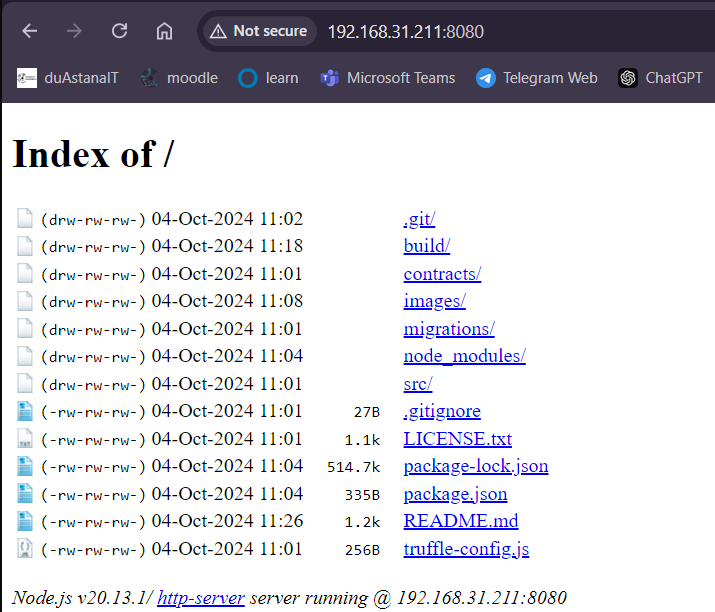 Not secure 192.168.31.211:8080
duAstanaIT moodle learn Microsoft Teams Telegram Web ChatGPT
Index of /
(drw-rw-rw-) 04-Oct-2024 11:02 .git/
(drw-rw-rw-) 04-Oct-2024 11:18 build/
(drw-rw-rw-) 04-Oct-2024 11:01 contracts/
(drw-rw-rw-) 04-Oct-2024 11:08 images/
(drw-rw-rw-) 04-Oct-2024 11:01 migrations/
(drw-rw-rw-) 04-Oct-2024 11:04 node_modules/
(drw-rw-rw-) 04-Oct-2024 11:01 src/
(-rw-rw-rw-) 04-Oct-2024 11:01 27B .gitignore
(-rw-rw-rw-) 04-Oct-2024 11:01 1.1k LICENSE.txt
(-rw-rw-rw-) 04-Oct-2024 11:04 514.7k package-lock.json
(-rw-rw-rw-) 04-Oct-2024 11:04 335B package.json
(-rw-rw-rw-) 04-Oct-2024 11:26 1.2k README.md
(-rw-rw-rw-) 04-Oct-2024 11:01 256B truffle-config.js
Node.js v20.13.1/ http-server server running @ 192.168.31.211:8080